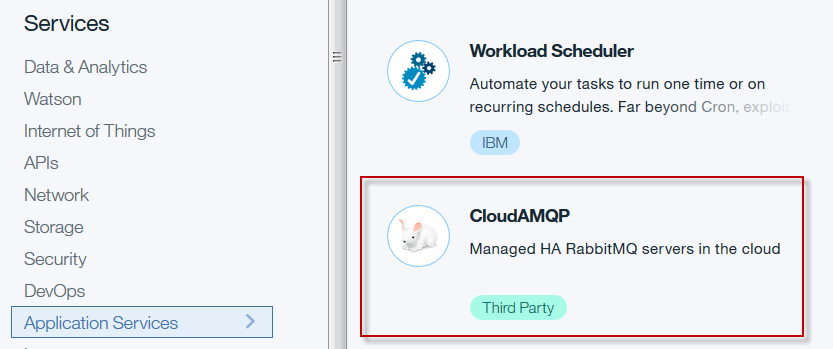 Services
Data & Analytics
Watson
Internet of Things
APIs
Network
Storage
Security
DevOps
Application Services
Workload Scheduler
Automate your tasks to run one time or on
recurring schedules. Far beyond Cron, exploit
IBM
CloudAMQP
Managed HA RabbitMQ servers in the cloud
Third Party